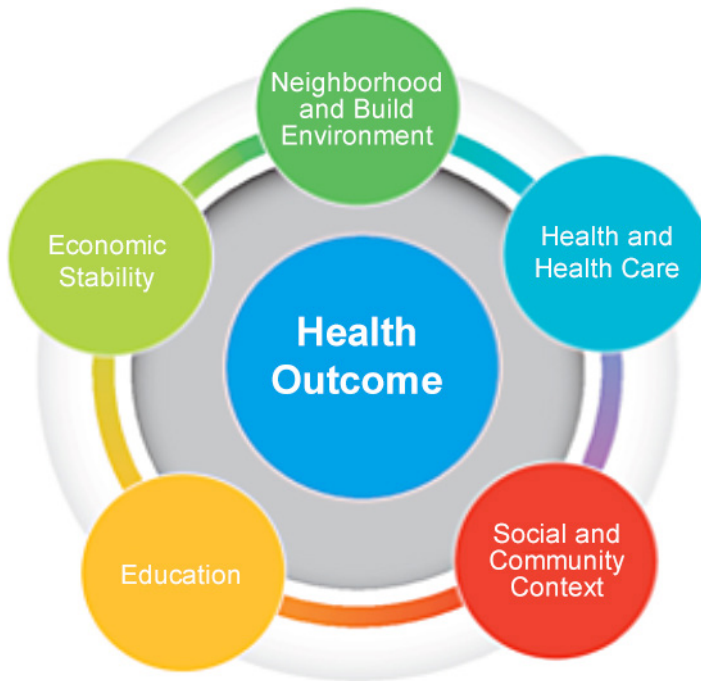 Neighborhood
and Build
Environment
Economic
Stability
Health and
Health Care
Health
Outcome
Education
Social and
Community
Context